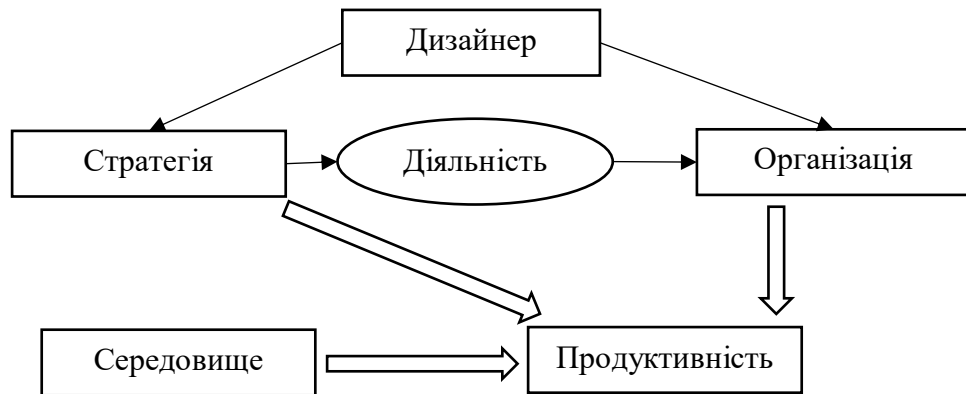 Дизайнер
Стратегія
Діяльність
Організація
Середовище
Продуктивність